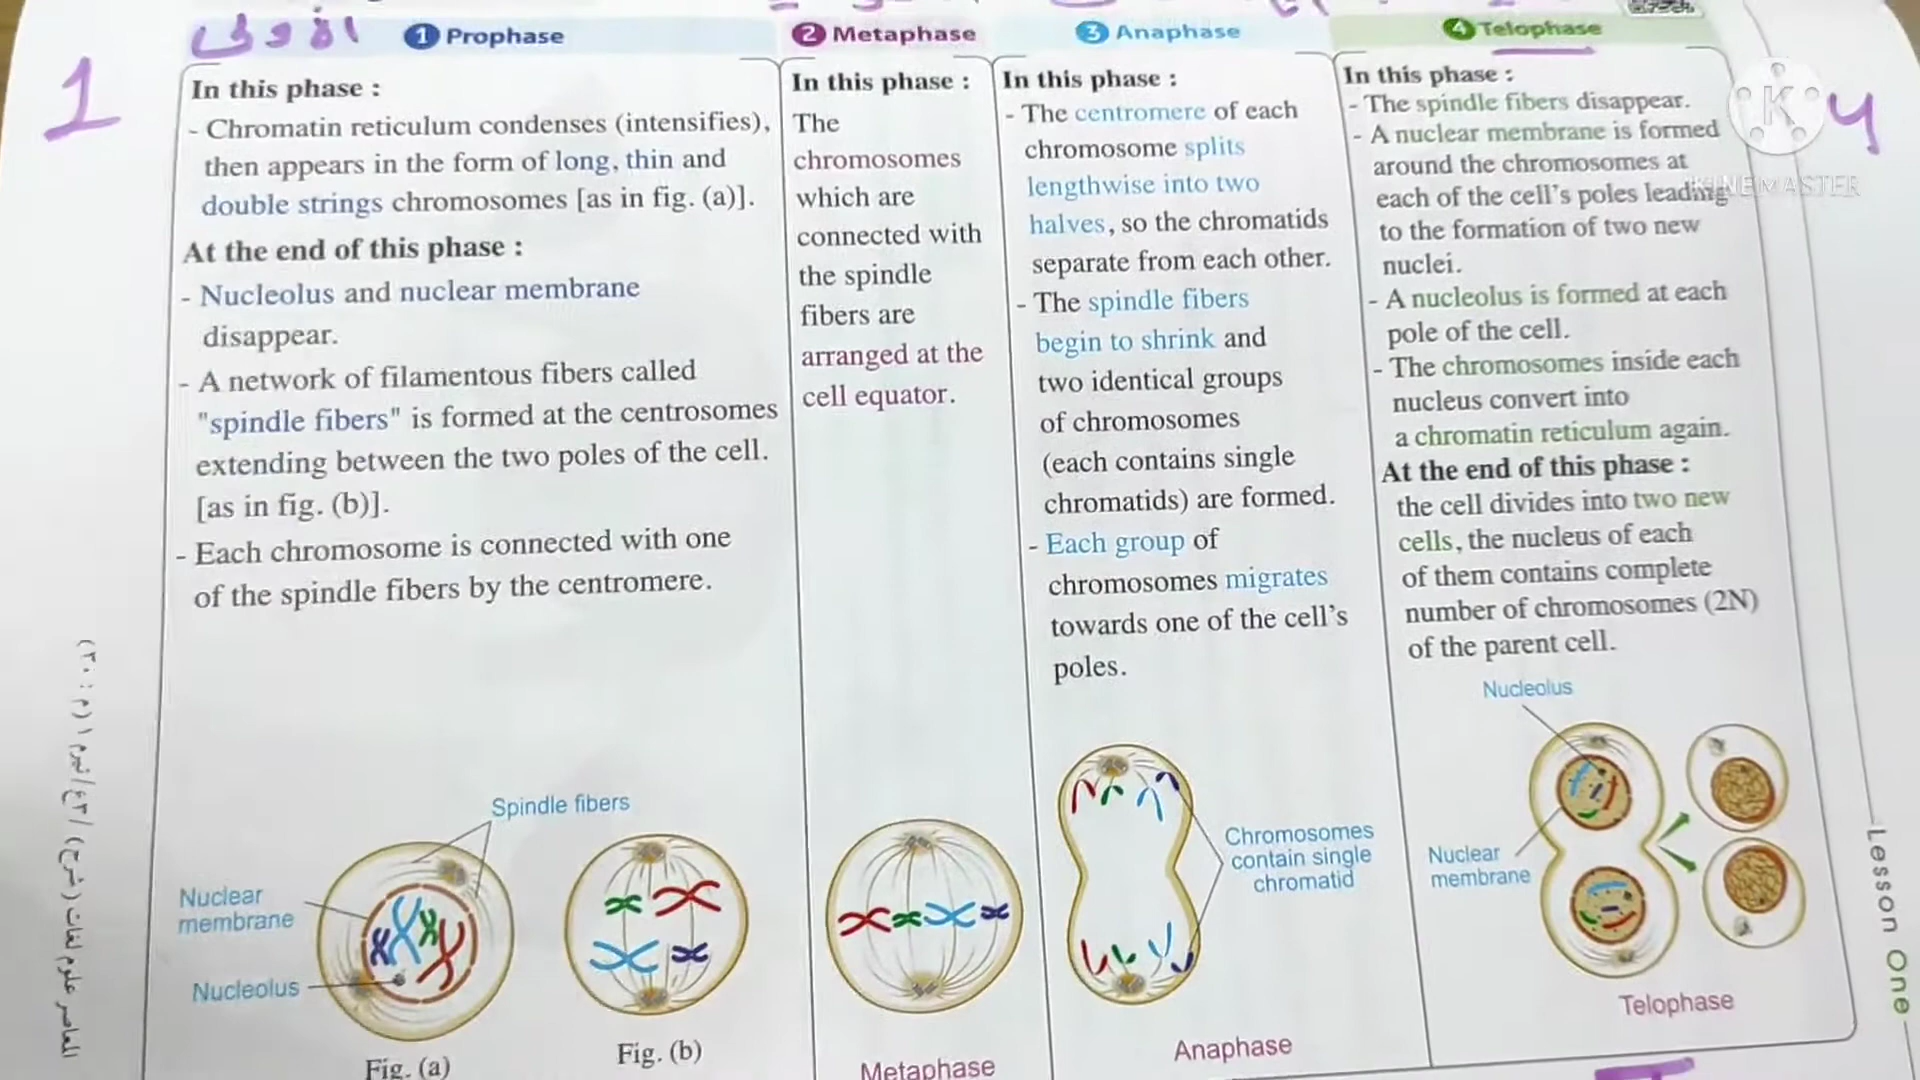 الأولى
1
1 Prophase
In this phase :
- Chromatin reticulum condenses (intensifies),
then appears in the form of long, thin and
double strings chromosomes [as in fig. (a)].
At the end of this phase :
- Nucleolus and nuclear membrane
disappear.
- A network of filamentous fibers called
"spindle fibers" is formed at the centrosomes
extending between the two poles of the cell.
[as in fig. (b)].
- Each chromosome is connected with one
of the spindle fibers by the centromere.
Spindle fibers
Nuclear
membrane
Nucleolus
Fig. (a)
Fig. (b)
2 Metaphase
In this phase :
The
chromosomes
which are
connected with
the spindle
fibers are
arranged at the
cell equator.
Metaphase
3 Anaphase
In this phase :
- The centromere of each
chromosome splits
lengthwise into two
halves, so the chromatids
separate from each other.
- The spindle fibers
begin to shrink and
two identical groups
of chromosomes
(each contains single
chromatids) are formed.
- Each group of
chromosomes migrates
towards one of the cell's
poles.
Chromosomes
contain single
chromatid
Anaphase
4 Telophase
In this phase :
- The spindle fibers disappear.
- A nuclear membrane is formed
around the chromosomes at
each of the cell's poles leading
to the formation of two new
nuclei.
- A nucleolus is formed at each
pole of the cell.
- The chromosomes inside each
nucleus convert into
a chromatin reticulum again.
At the end of this phase :
the cell divides into two new
cells, the nucleus of each
of them contains complete
number of chromosomes (2N)
of the parent cell.
Nucleolus
Nuclear
membrane
Telophase
K
KINEMASTER
Lesson One
المعاصر علوم لغات (شرح) / ٣ع / تيرم ١ (م : ٢٠)